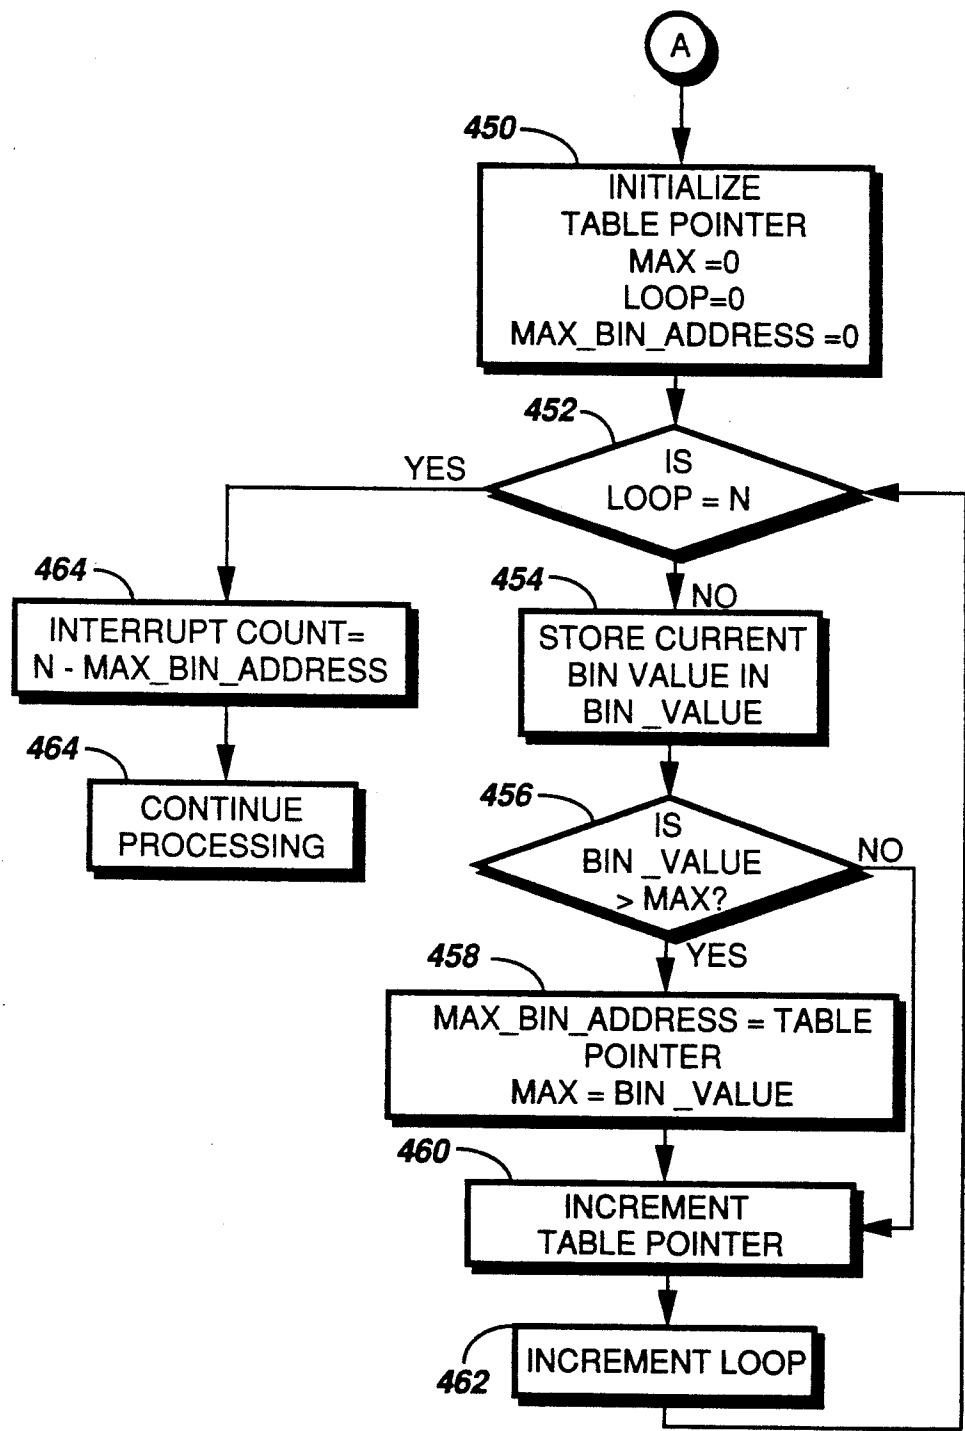 A
450
INITIALIZE
TABLE POINTER
MAX =0
LOOP=0
MAX_BIN_ADDRESS =0
452
IS
LOOP = N
YES
NO
464
INTERRUPT COUNT=
N - MAX_BIN_ADDRESS
464
CONTINUE
PROCESSING
454
STORE CURRENT
BIN VALUE IN
BIN _VALUE
456
IS
BIN _VALUE
> MAX?
NO
YES
458
MAX_BIN_ADDRESS = TABLE
POINTER
MAX = BIN _VALUE
460
INCREMENT
TABLE POINTER
462
INCREMENT LOOP